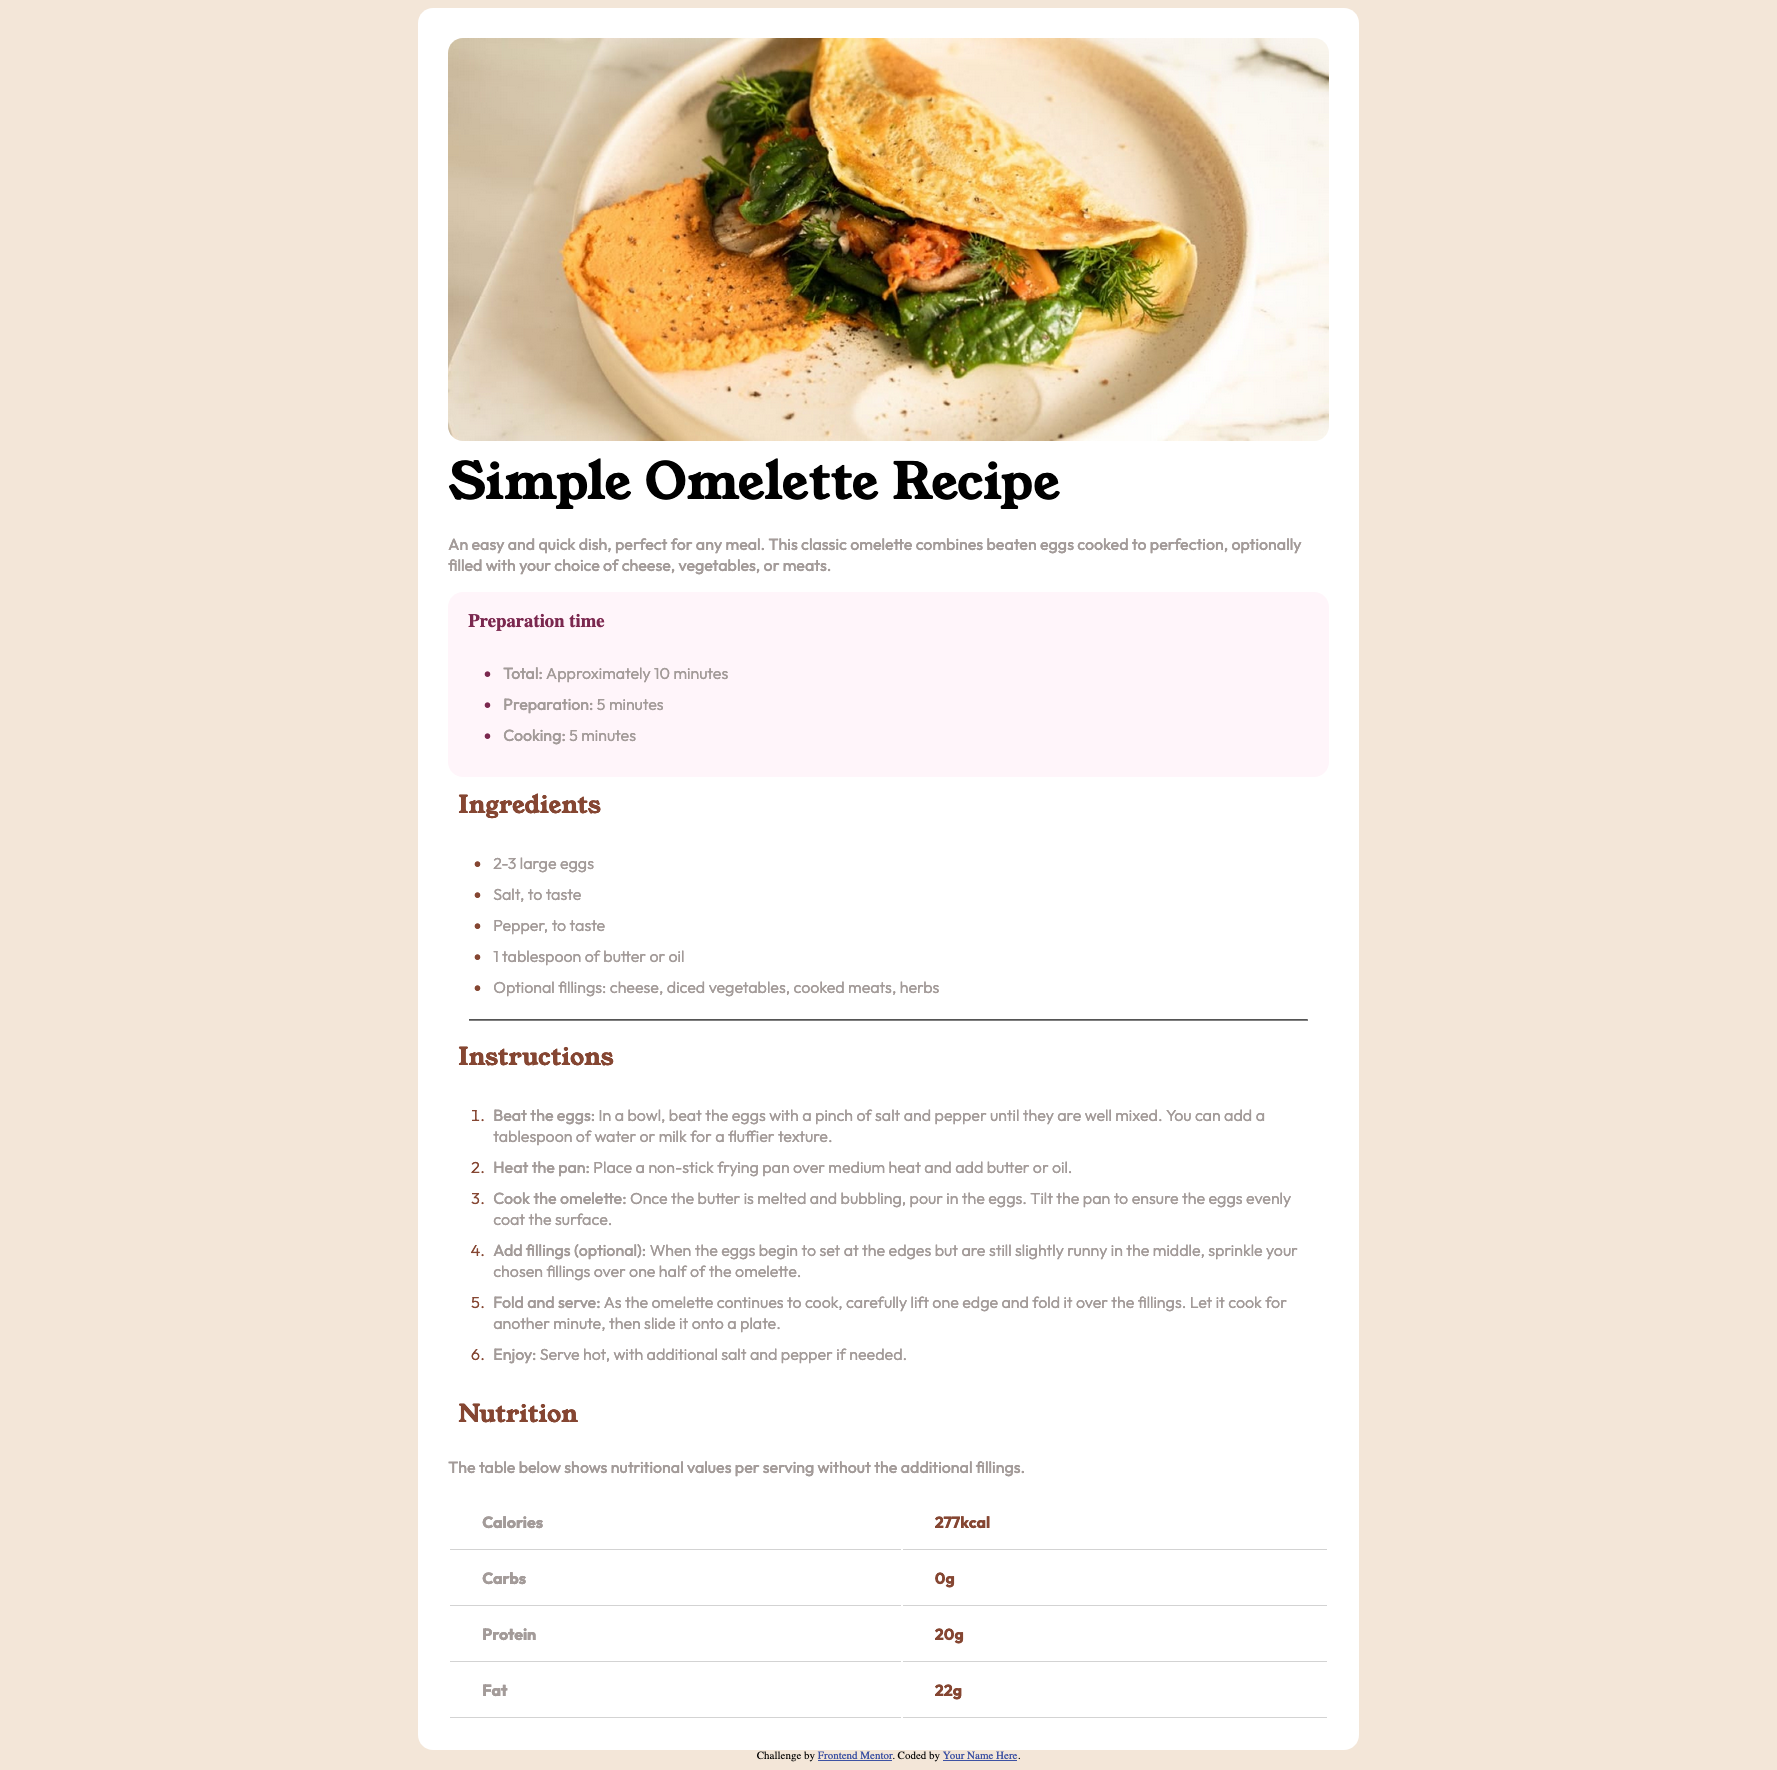 Simple Omelette Recipe
An easy and quick dish, perfect for any meal. This classic omelette combines beaten eggs cooked to perfection, optionally
filled with your choice of cheese, vegetables, or meats.
Preparation time
• Total: Approximately 10 minutes
• Preparation: 5 minutes
• Cooking: 5 minutes
Ingredients
• 2-3 large eggs
• Salt, to taste
• Pepper, to taste
• 1 tablespoon of butter or oil
• Optional fillings: cheese, diced vegetables, cooked meats, herbs
Instructions
1. Beat the eggs: In a bowl, beat the eggs with a pinch of salt and pepper until they are well mixed. You can add a
tablespoon of water or milk for a fluffier texture.
2. Heat the pan: Place a non-stick frying pan over medium heat and add butter or oil.
3. Cook the omelette: Once the butter is melted and bubbling, pour in the eggs. Tilt the pan to ensure the eggs evenly
coat the surface.
4. Add fillings (optional): When the eggs begin to set at the edges but are still slightly runny in the middle, sprinkle your
chosen fillings over one half of the omelette.
5. Fold and serve: As the omelette continues to cook, carefully lift one edge and fold it over the fillings. Let it cook for
another minute, then slide it onto a plate.
6. Enjoy: Serve hot, with additional salt and pepper if needed.
Nutrition
The table below shows nutritional values per serving without the additional fillings.
Calories 277kcal
Carbs 0g
Protein 20g
Fat 22g
Challenge by Frontend Mentor. Coded by Your Name Here.